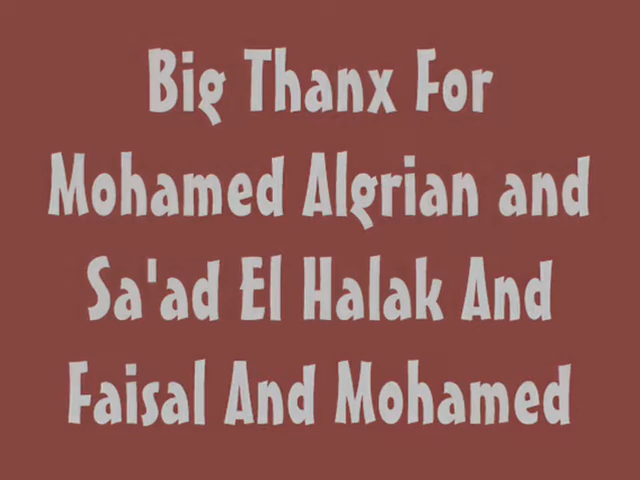 Big Thanx For
Mohamed Algrian and
Sa'ad El Halak And
Faisal And Mohamed